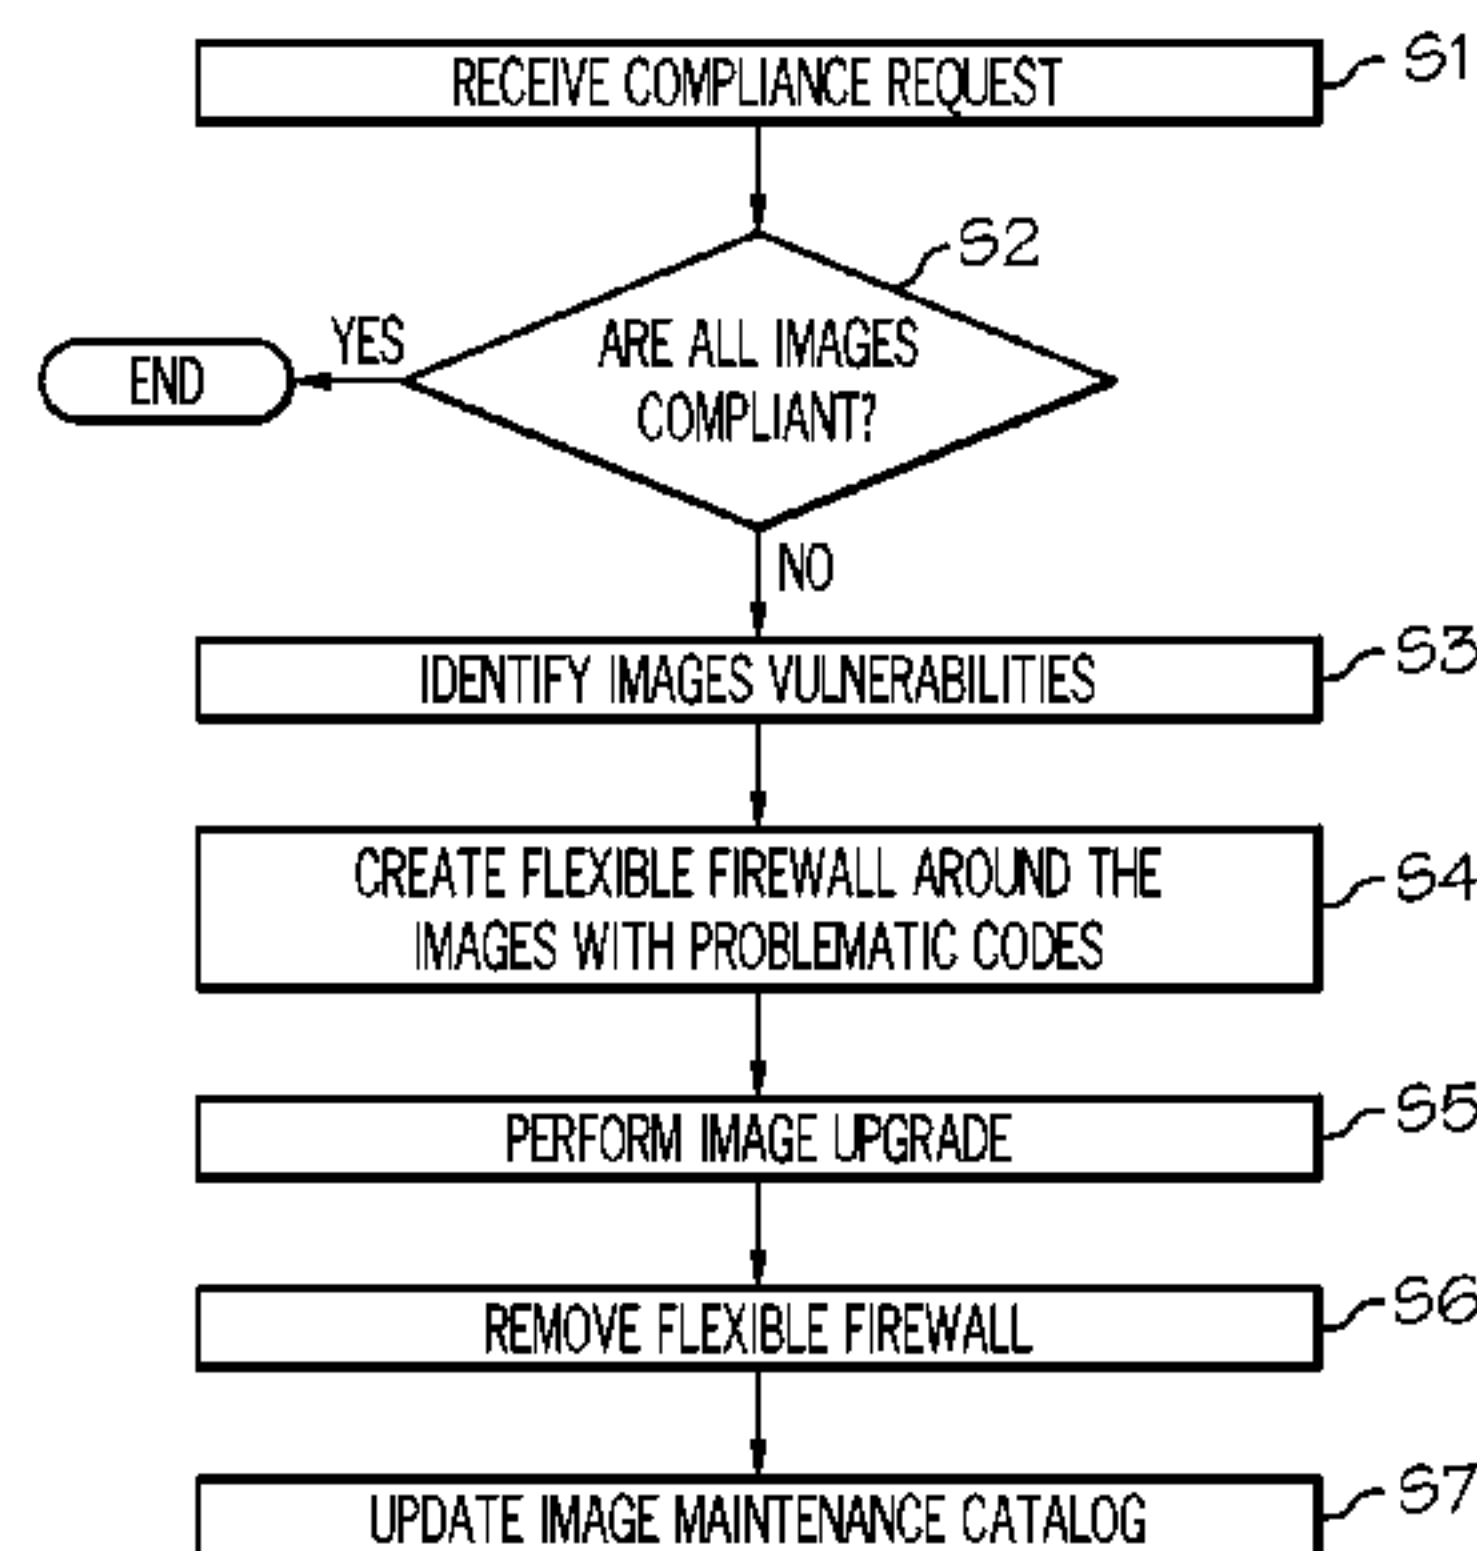 RECEIVE COMPLIANCE REQUEST
S1
S2
ARE ALL IMAGES
COMPLIANT?
YES
END
NO
IDENTIFY IMAGES VULNERABILITIES
S3
CREATE FLEXIBLE FIREWALL AROUND THE
IMAGES WITH PROBLEMATIC CODES
S4
PERFORM IMAGE UPGRADE
S5
REMOVE FLEXIBLE FIREWALL
S6
UPDATE IMAGE MAINTENANCE CATALOG
S7